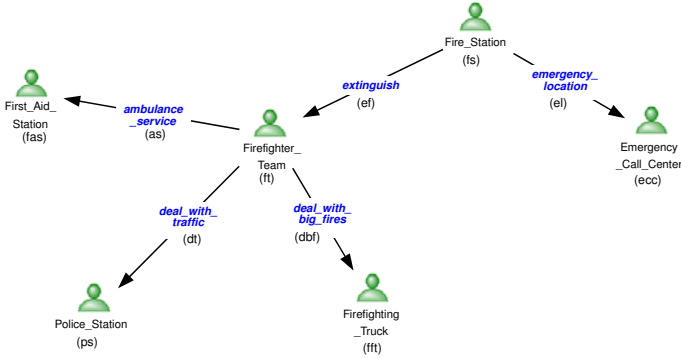 Fire_Station
(fs)
extinguish
(ef)
emergency_
location
(el)
First_Aid_
Station
(fas)
ambulance
_service
(as)
Firefighter_
Team
(ft)
Emergency
_Call_Center
(ecc)
deal_with_
traffic
(dt)
deal_with_
big_fires
(dbf)
Police_Station
(ps)
Firefighting
_Truck
(fft)